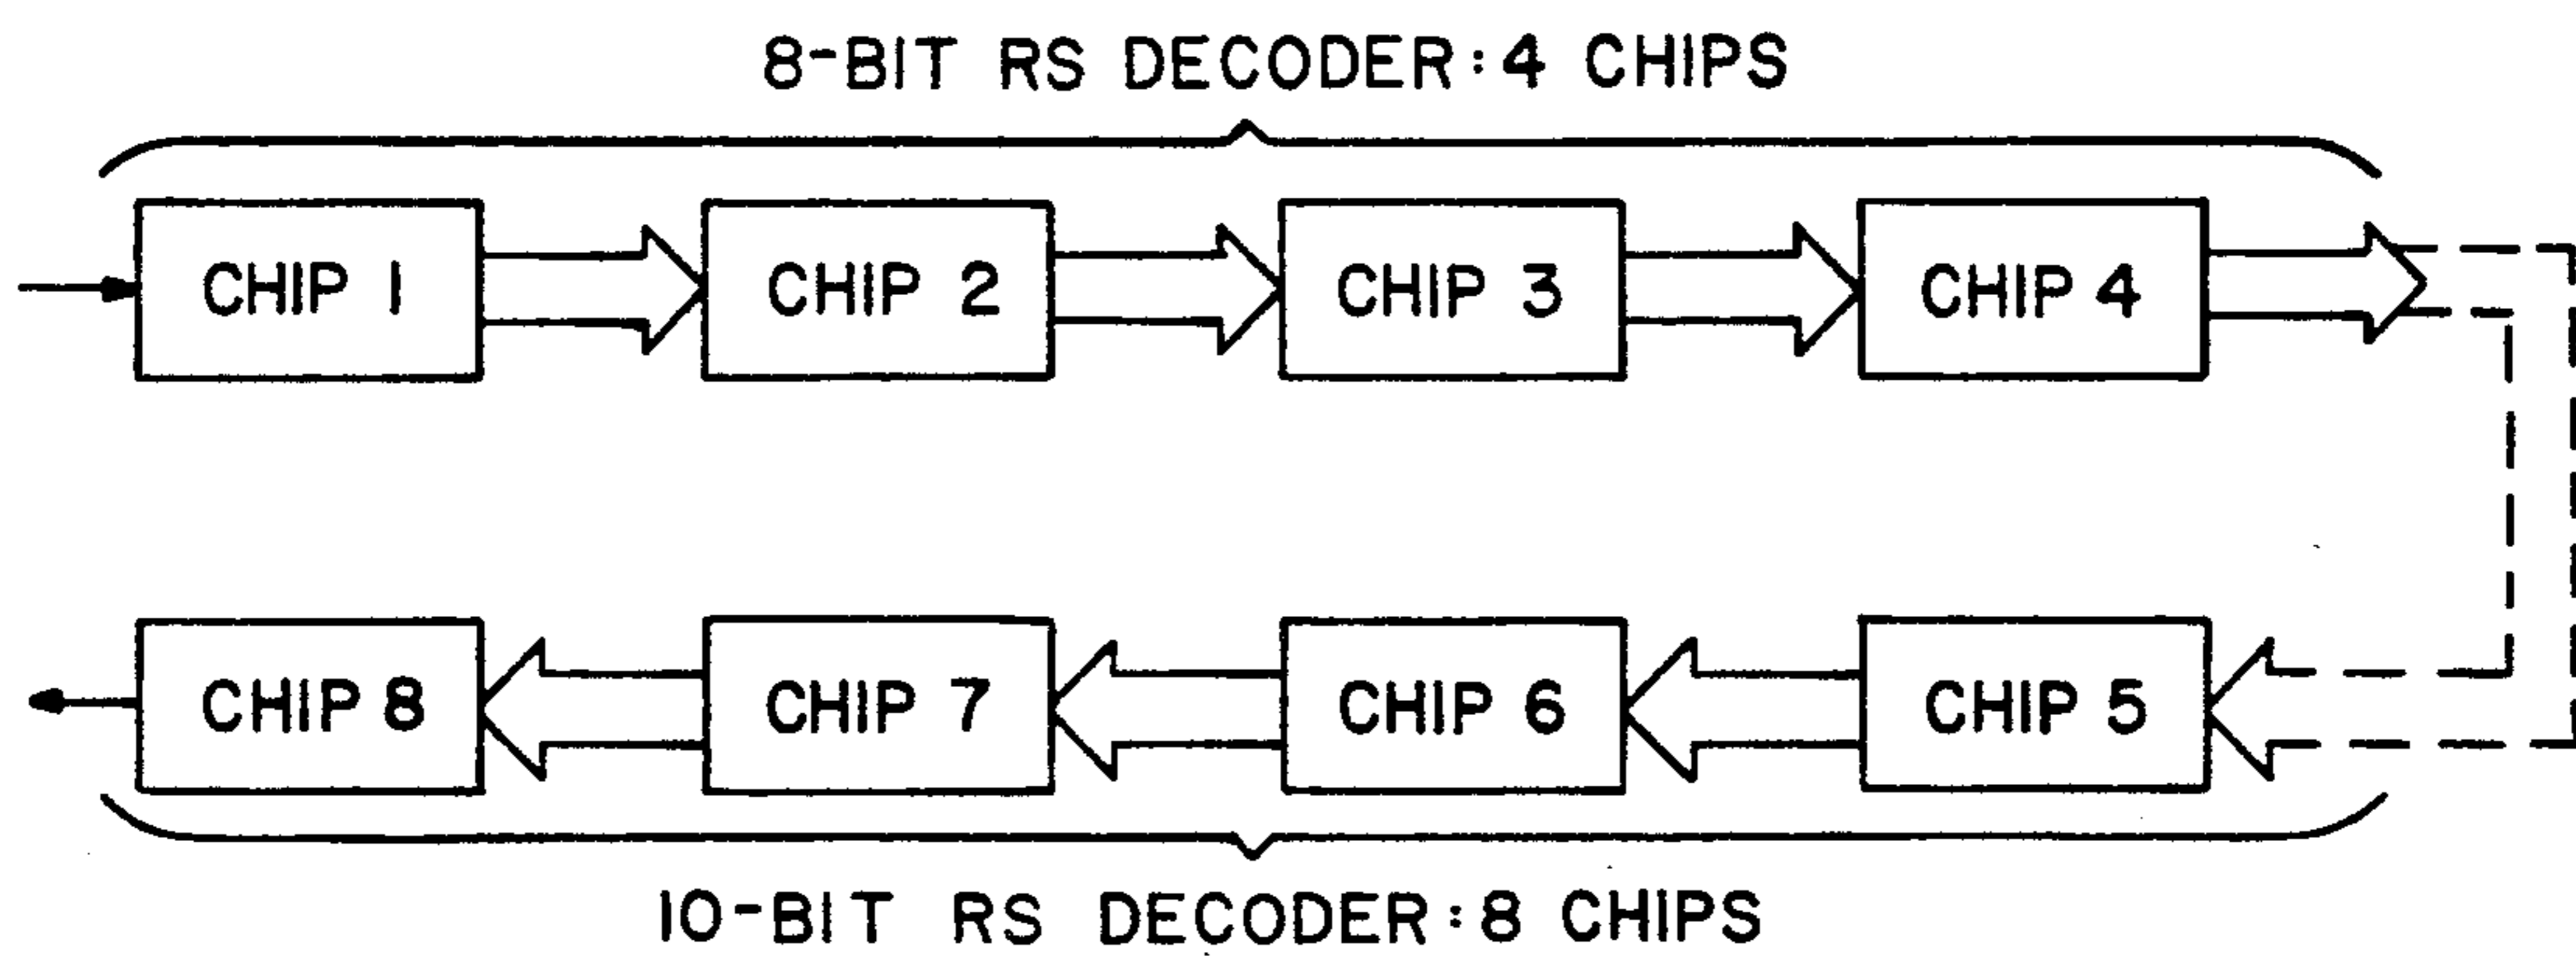 8-BIT RS DECODER: 4 CHIPS
CHIP 1
CHIP 2
CHIP 3
CHIP 4
CHIP 8
CHIP 7
CHIP 6
CHIP 5
10-BIT RS DECODER: 8 CHIPS